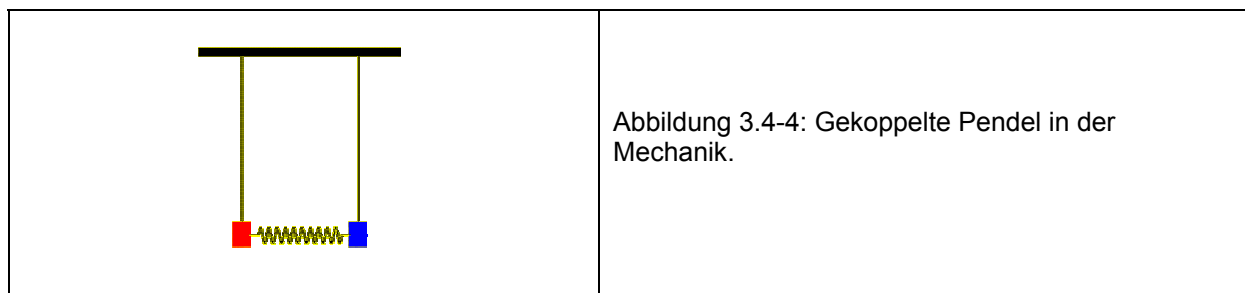 Abbildung 3.4-4: Gekoppelte Pendel in der
Mechanik.